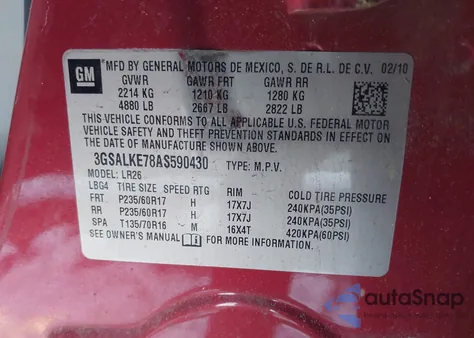 GM
MFD BY GENERAL MOTORS DE MEXICO, S. DE R.L. DE C.V. 02/10
GVWR GAWR FRT GAWR RR
2214 KG 1210 KG 1280 KG
4880 LB 2667 LB 2822 LB
THIS VEHICLE CONFORMS TO ALL APPLICABLE U.S. FEDERAL MOTOR
VEHICLE SAFETY AND THEFT PREVENTION STANDARDS IN EFFECT ON THE
DATE OF MANUFACTURE SHOWN ABOVE.
3GSALKE78AS590430 TYPE: M.P.V.
MODEL: LR26
LBG4 TIRE SIZE SPEED RTG RIM COLD TIRE PRESSURE
FRT P235/60R17 H 17X7J 240KPA(35PSI)
RR P235/60R17 H 17X7J 240KPA(35PSI)
SPA T135/70R16 M 16X4T 420KPA(60PSI)
SEE OWNER'S MANUAL FOR MORE INFORMATION
autoSnap
powered by CarsfromWest